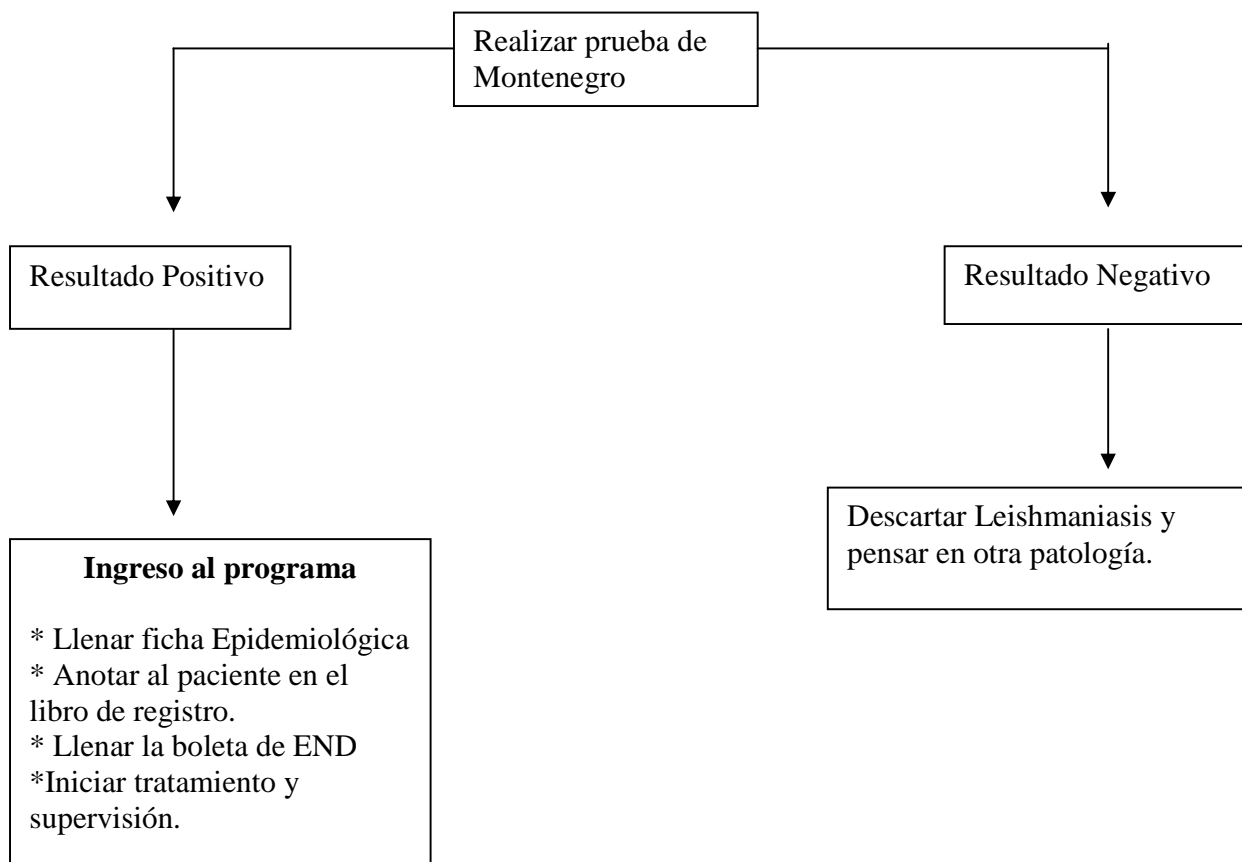 Realizar prueba de
Montenegro
Resultado Positivo
Resultado Negativo
Descartar Leishmaniasis y
pensar en otra patología.
Ingreso al programa
* Llenar ficha Epidemiológica
* Anotar al paciente en el
libro de registro.
* Llenar la boleta de END
*Iniciar tratamiento y
supervisión.